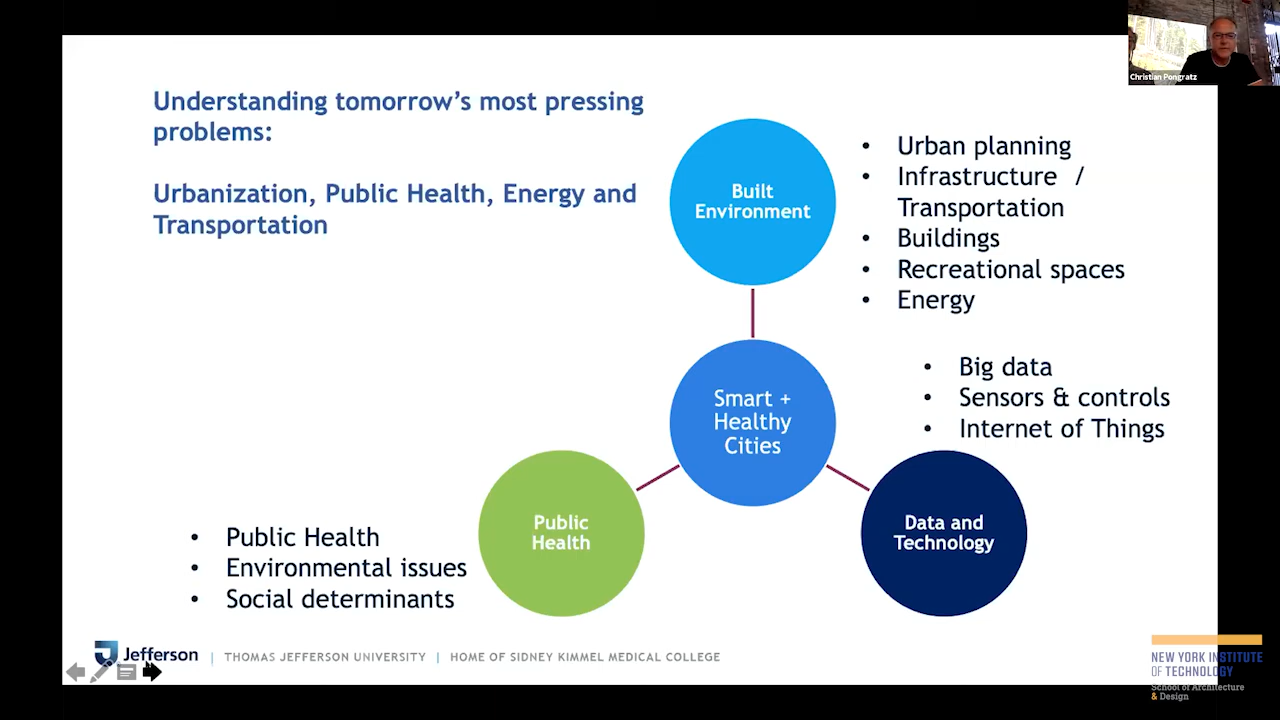 Christian Pongratz
Understanding tomorrow's most pressing
problems:
Urbanization, Public Health, Energy and
Transportation
Built
Environment
• Urban planning
• Infrastructure /
Transportation
• Buildings
• Recreational spaces
• Energy
Smart +
Healthy
Cities
• Big data
• Sensors & controls
• Internet of Things
Public
Health
Data and
Technology
• Public Health
• Environmental issues
• Social determinants
Jefferson | THOMAS JEFFERSON UNIVERSITY | HOME OF SIDNEY KIMMEL MEDICAL COLLEGE
NEW YORK INSTITUTE
OF TECHNOLOGY
School of Architecture
& Design